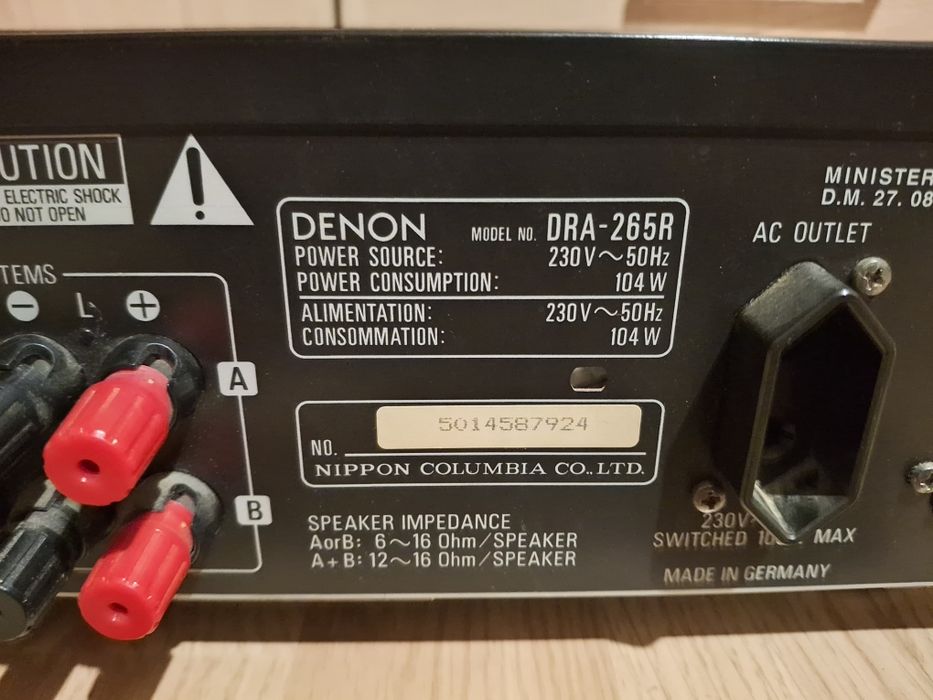 UTION
ELECTRIC SHOCK
NOT OPEN
TEMS
− L +
A
B
DENON MODEL NO. DRA-265R
POWER SOURCE: 230V～50Hz
POWER CONSUMPTION: 104W
ALIMENTATION: 230V～50Hz
CONSOMMATION: 104W
5014587924
NO.
NIPPON COLUMBIA CO., LTD.
SPEAKER IMPEDANCE
AorB: 6～16 Ohm/SPEAKER
A+B: 12～16 Ohm/SPEAKER
MINISTER
D.M. 27. 08
AC OUTLET
230V
SWITCHED MAX
MADE IN GERMANY